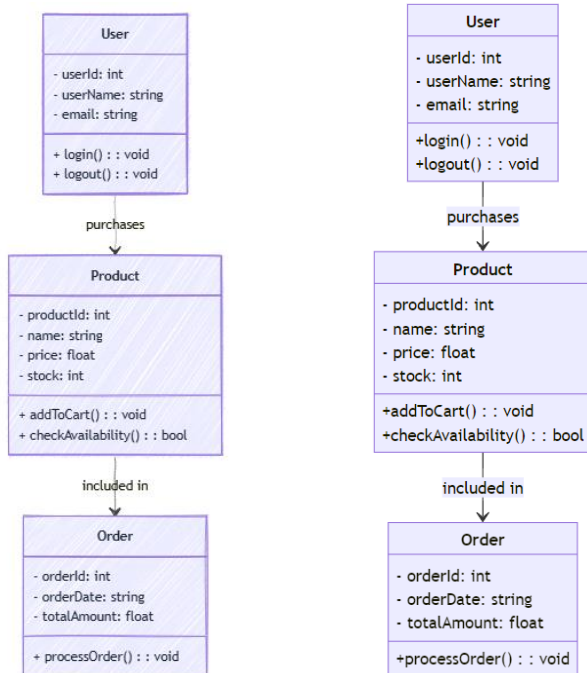 User
- userId: int
- userName: string
- email: string
+ login() : : void
+ logout() : : void
purchases
Product
- productId: int
- name: string
- price: float
- stock: int
+ addToCart() : : void
+ checkAvailability() : : bool
included in
Order
- orderId: int
- orderDate: string
- totalAmount: float
+ processOrder() : : void
User
- userId: int
- userName: string
- email: string
+login() : : void
+logout() : : void
purchases
Product
- productId: int
- name: string
- price: float
- stock: int
+addToCart() : : void
+checkAvailability() : : bool
included in
Order
- orderId: int
- orderDate: string
- totalAmount: float
+processOrder() : : void